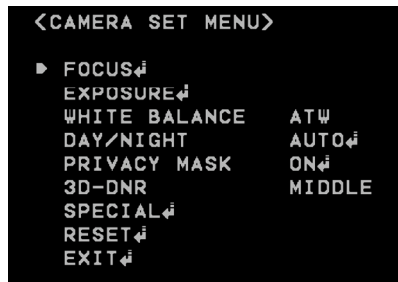 <CAMERA SET MENU>
FOCUS↲
EXPOSURE↲
WHITE BALANCE ATW
DAY/NIGHT AUTO↲
PRIVACY MASK ON↲
3D-DNR MIDDLE
SPECIAL↲
RESET↲
EXIT↲